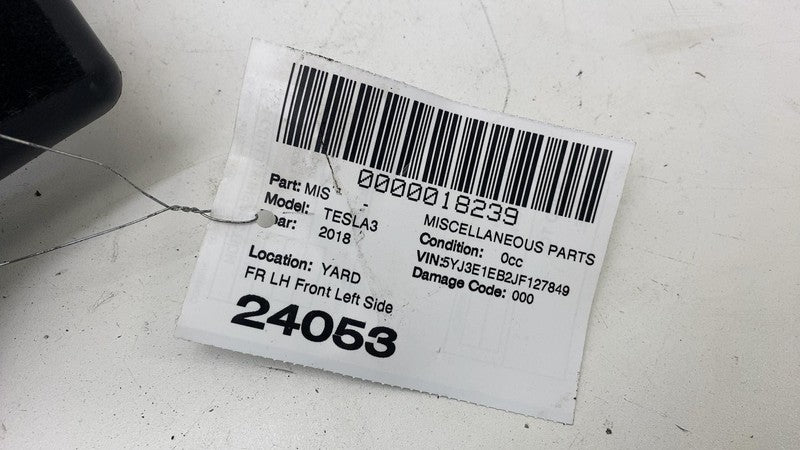 0000018239
Part: MIS -
MISCELLANEOUS PARTS
Model: TESLA3
Condition: 0cc
ear: 2018
VIN:5YJ3E1EB2JF127849
Damage Code: 000
Location: YARD
FR LH Front Left Side
24053